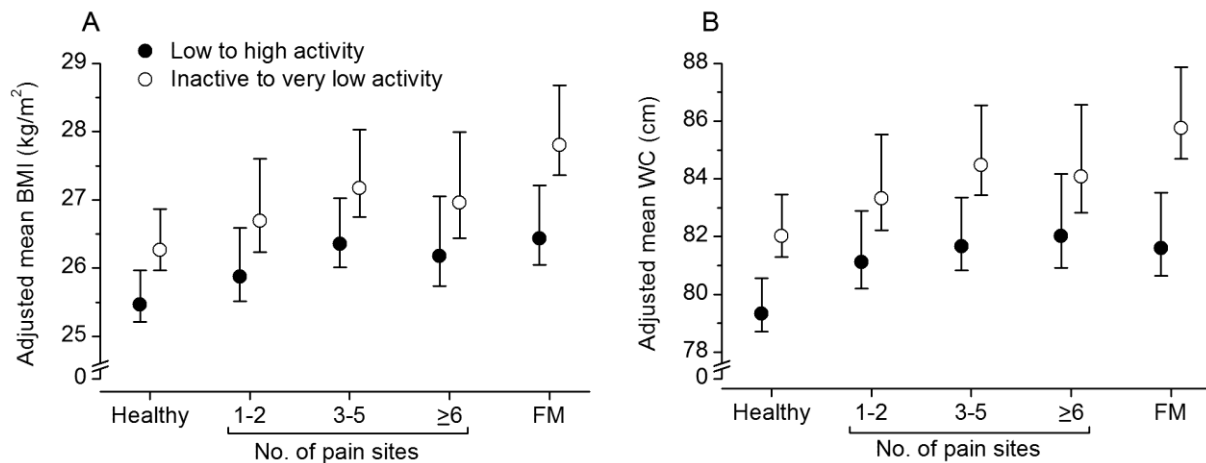 A
Low to high activity
Inactive to very low activity
Adjusted mean BMI (kg/m²)
29
28
27
26
25
0
Healthy
1-2
3-5
≥6
FM
No. of pain sites
B
Adjusted mean WC (cm)
88
86
84
82
80
78
0
Healthy
1-2
3-5
≥6
FM
No. of pain sites